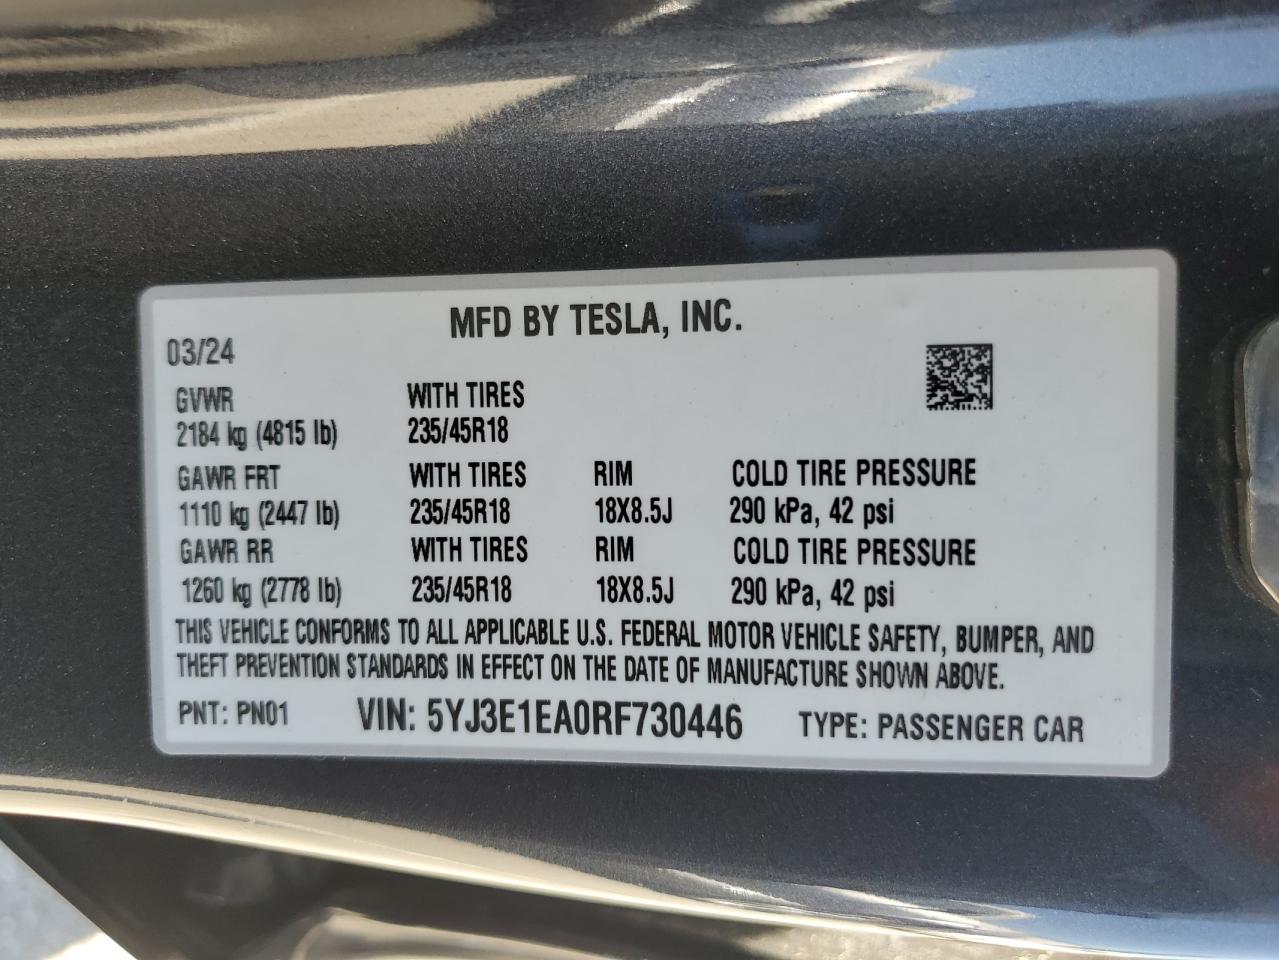 MFD BY TESLA, INC.
03/24
GVWR WITH TIRES
2184 kg (4815 lb) 235/45R18
GAWR FRT WITH TIRES RIM COLD TIRE PRESSURE
1110 kg (2447 lb) 235/45R18 18X8.5J 290 kPa, 42 psi
GAWR RR WITH TIRES RIM COLD TIRE PRESSURE
1260 kg (2778 lb) 235/45R18 18X8.5J 290 kPa, 42 psi
THIS VEHICLE CONFORMS TO ALL APPLICABLE U.S. FEDERAL MOTOR VEHICLE SAFETY, BUMPER, AND
THEFT PREVENTION STANDARDS IN EFFECT ON THE DATE OF MANUFACTURE SHOWN ABOVE.
PNT: PN01 VIN: 5YJ3E1EA0RF730446 TYPE: PASSENGER CAR